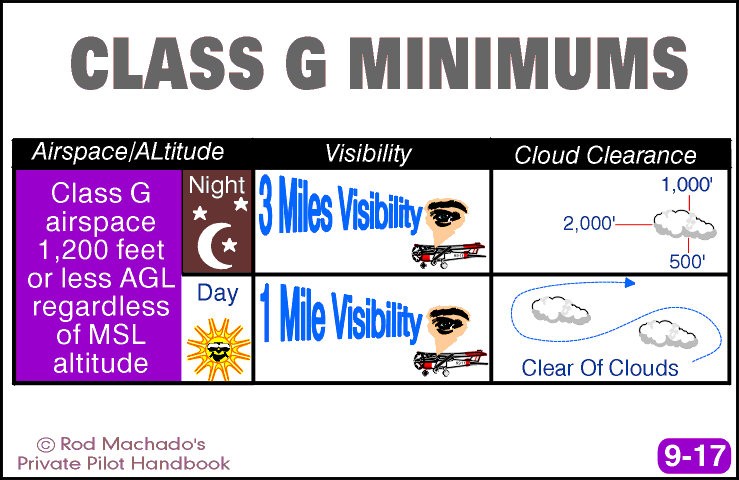 CLASS G MINIMUMS
Airspace/ALtitude
Visibility
Cloud Clearance
Class G
airspace
1,200 feet
or less AGL
regardless
of MSL
altitude
Night
3 Miles Visibility
1,000'
2,000'
500'
Day
1 Mile Visibility
Clear Of Clouds
© Rod Machado's
Private Pilot Handbook
9-17